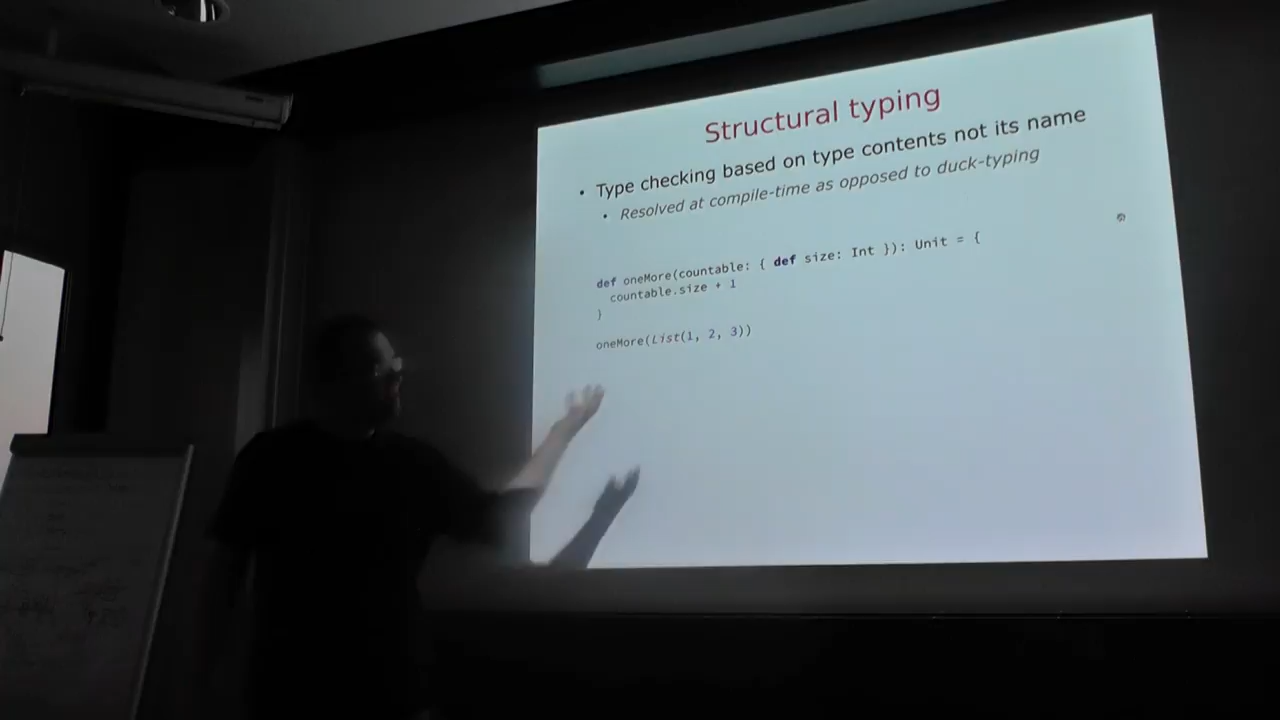 Structural typing
• Type checking based on type contents not its name
• Resolved at compile-time as opposed to duck-typing
def oneMore(countable: { def size: Int }): Unit = {
countable.size + 1
}
oneMore(List(1, 2, 3))